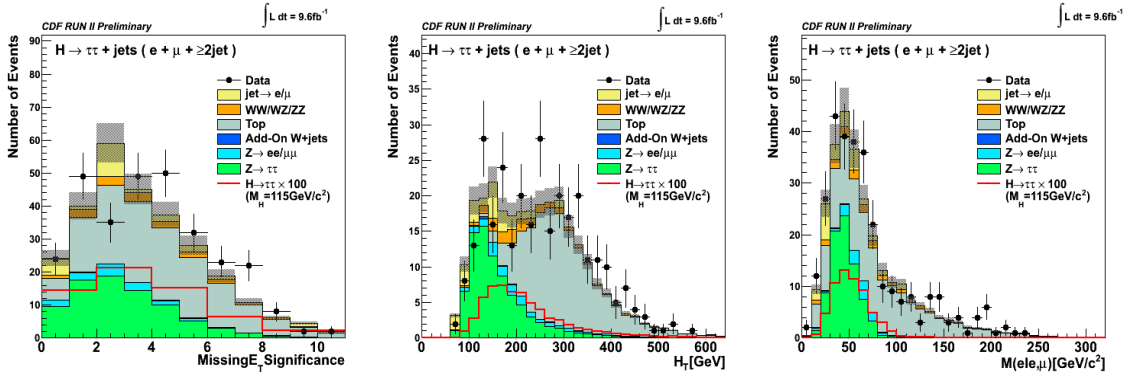 CDF RUN II Preliminary
∫ L dt = 9.6fb⁻¹
H → ττ + jets ( e + μ + ≥2jet )
Number of Events
90
80
70
60
50
40
30
20
10
0
Data
jet → e/μ
WW/WZ/ZZ
Top
Add-On W+jets
Z → ee/μμ
Z → ττ
H → ττ × 100
(M_H=115GeV/c²)
0 2 4 6 8 10
MissingE_T Significance
CDF RUN II Preliminary
∫ L dt = 9.6fb⁻¹
H → ττ + jets ( e + μ + ≥2jet )
Number of Events
40
35
30
25
20
15
10
5
0
Data
jet → e/μ
WW/WZ/ZZ
Top
Add-On W+jets
Z → ee/μμ
Z → ττ
H → ττ × 100
(M_H=115GeV/c²)
0 100 200 300 400 500 600
H_T[GeV]
CDF RUN II Preliminary
∫ L dt = 9.6fb⁻¹
H → ττ + jets ( e + μ + ≥2jet )
Number of Events
50
40
30
20
10
0
Data
jet → e/μ
WW/WZ/ZZ
Top
Add-On W+jets
Z → ee/μμ
Z → ττ
H → ττ × 100
(M_H=115GeV/c²)
0 50 100 150 200 250 300
M(ele,μ)[GeV/c²]